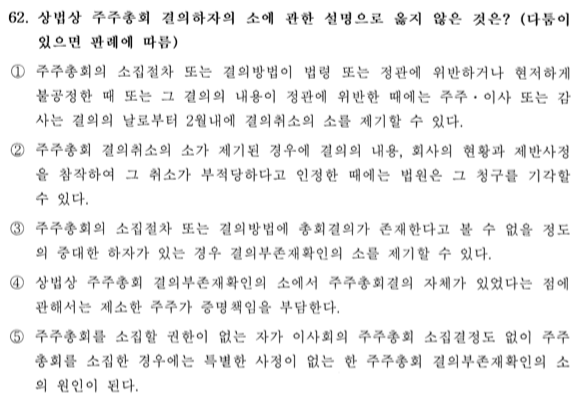 62. 상법상 주주총회 결의하자의 소에 관한 설명으로 옳지 않은 것은? (다툼이
있으면 판례에 따름)
① 주주총회의 소집절차 또는 결의방법이 법령 또는 정관에 위반하거나 현저하게
불공정한 때 또는 그 결의의 내용이 정관에 위반한 때에는 주주·이사 또는 감
사는 결의의 날로부터 2월내에 결의취소의 소를 제기할 수 있다.
② 주주총회 결의취소의 소가 제기된 경우에 결의의 내용, 회사의 현황과 제반사정
을 참작하여 그 취소가 부적당하다고 인정한 때에는 법원은 그 청구를 기각할
수 있다.
③ 주주총회의 소집절차 또는 결의방법에 총회결의가 존재한다고 볼 수 없을 정도
의 중대한 하자가 있는 경우 결의부존재확인의 소를 제기할 수 있다.
④ 상법상 주주총회 결의부존재확인의 소에서 주주총회결의 자체가 있었다는 점에
관해서는 제소한 주주가 증명책임을 부담한다.
⑤ 주주총회를 소집할 권한이 없는 자가 이사회의 주주총회 소집결정도 없이 주주
총회를 소집한 경우에는 특별한 사정이 없는 한 주주총회 결의부존재확인의 소
의 원인이 된다.